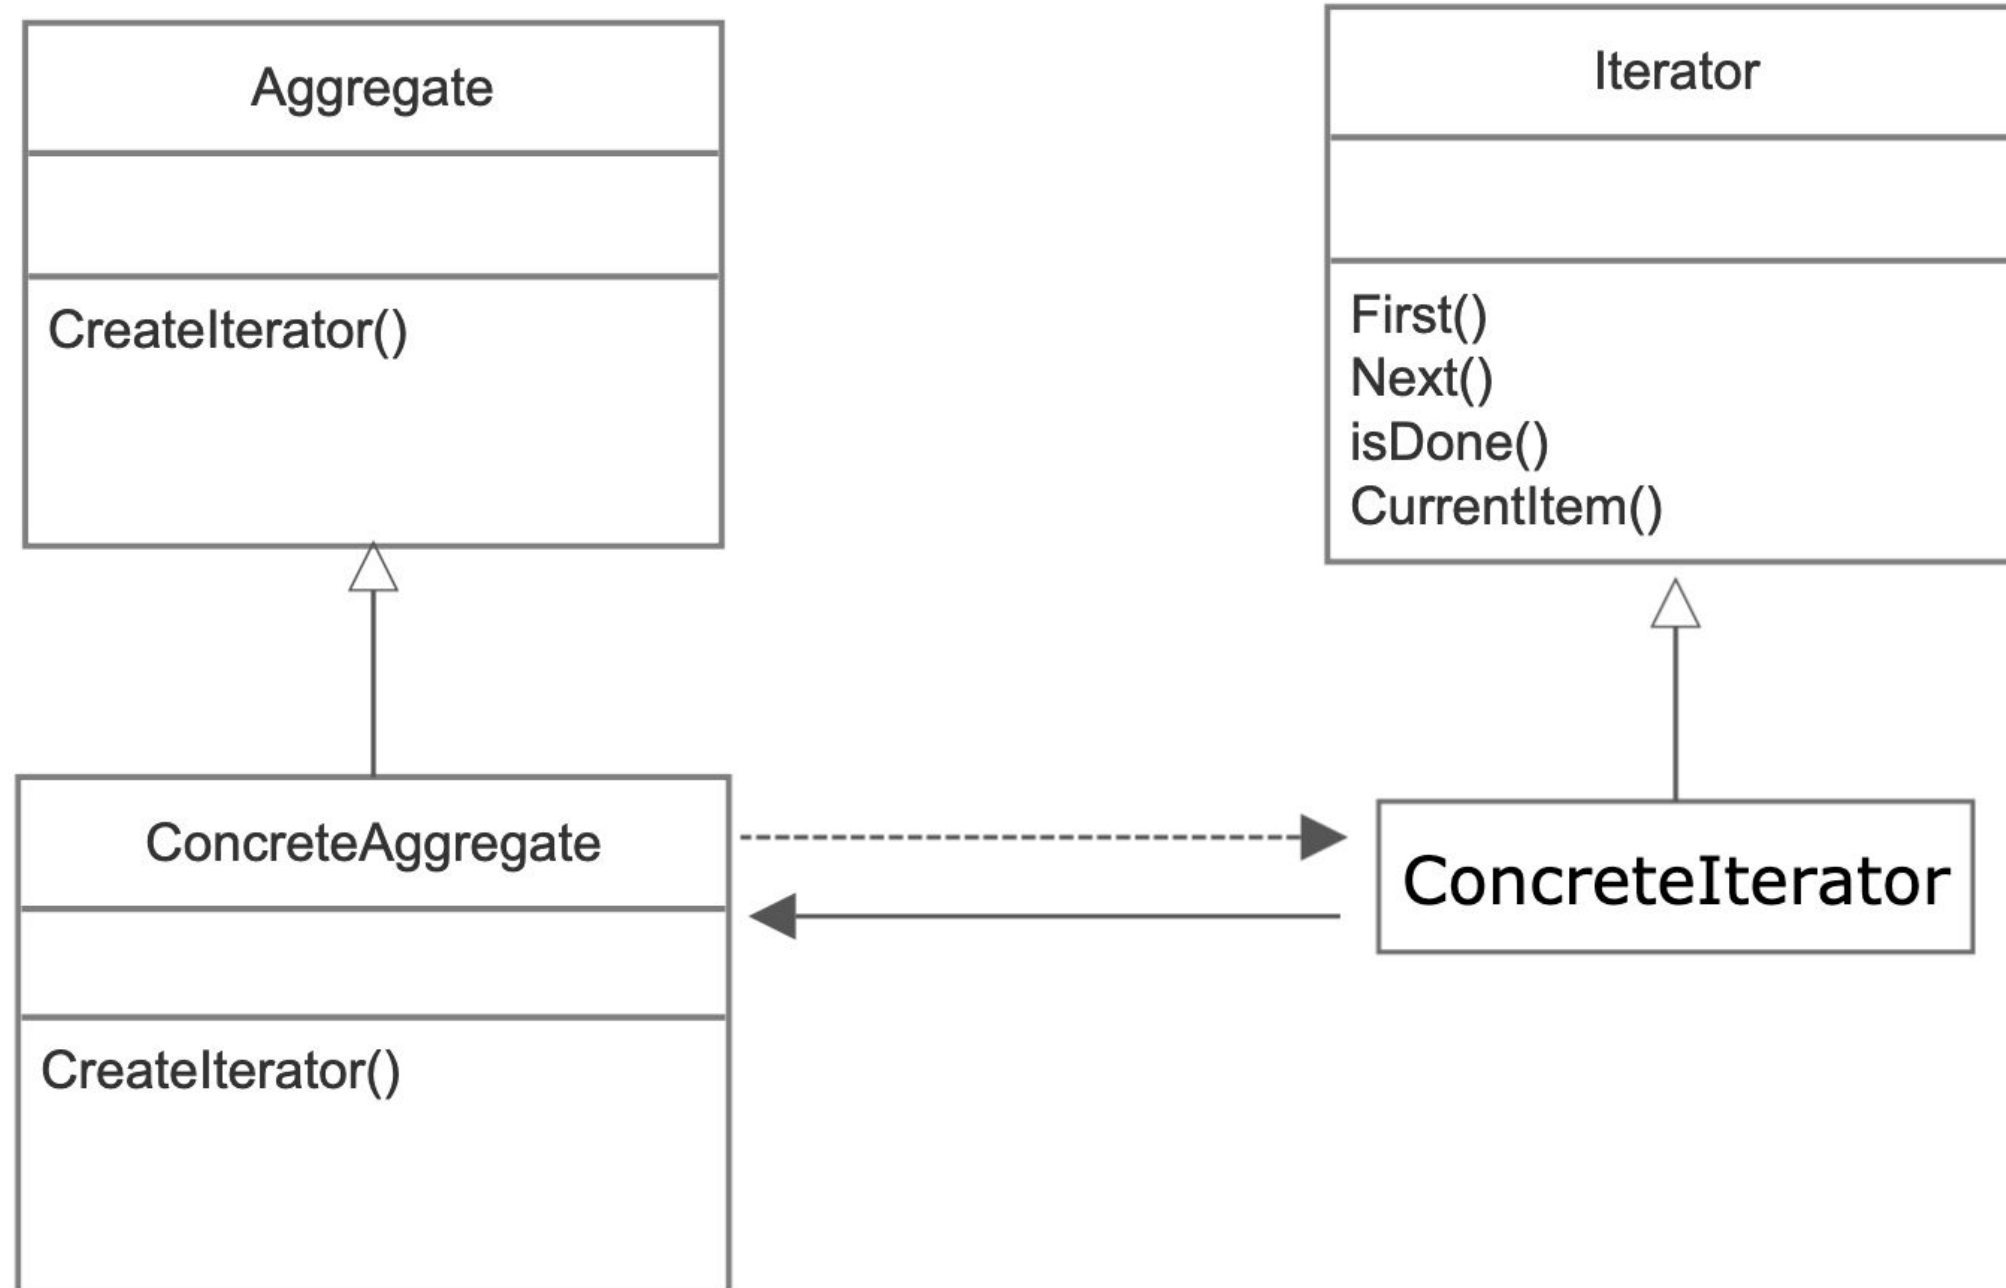 Aggregate
CreateIterator()
Iterator
First()
Next()
isDone()
CurrentItem()
ConcreteAggregate
CreateIterator()
ConcreteIterator